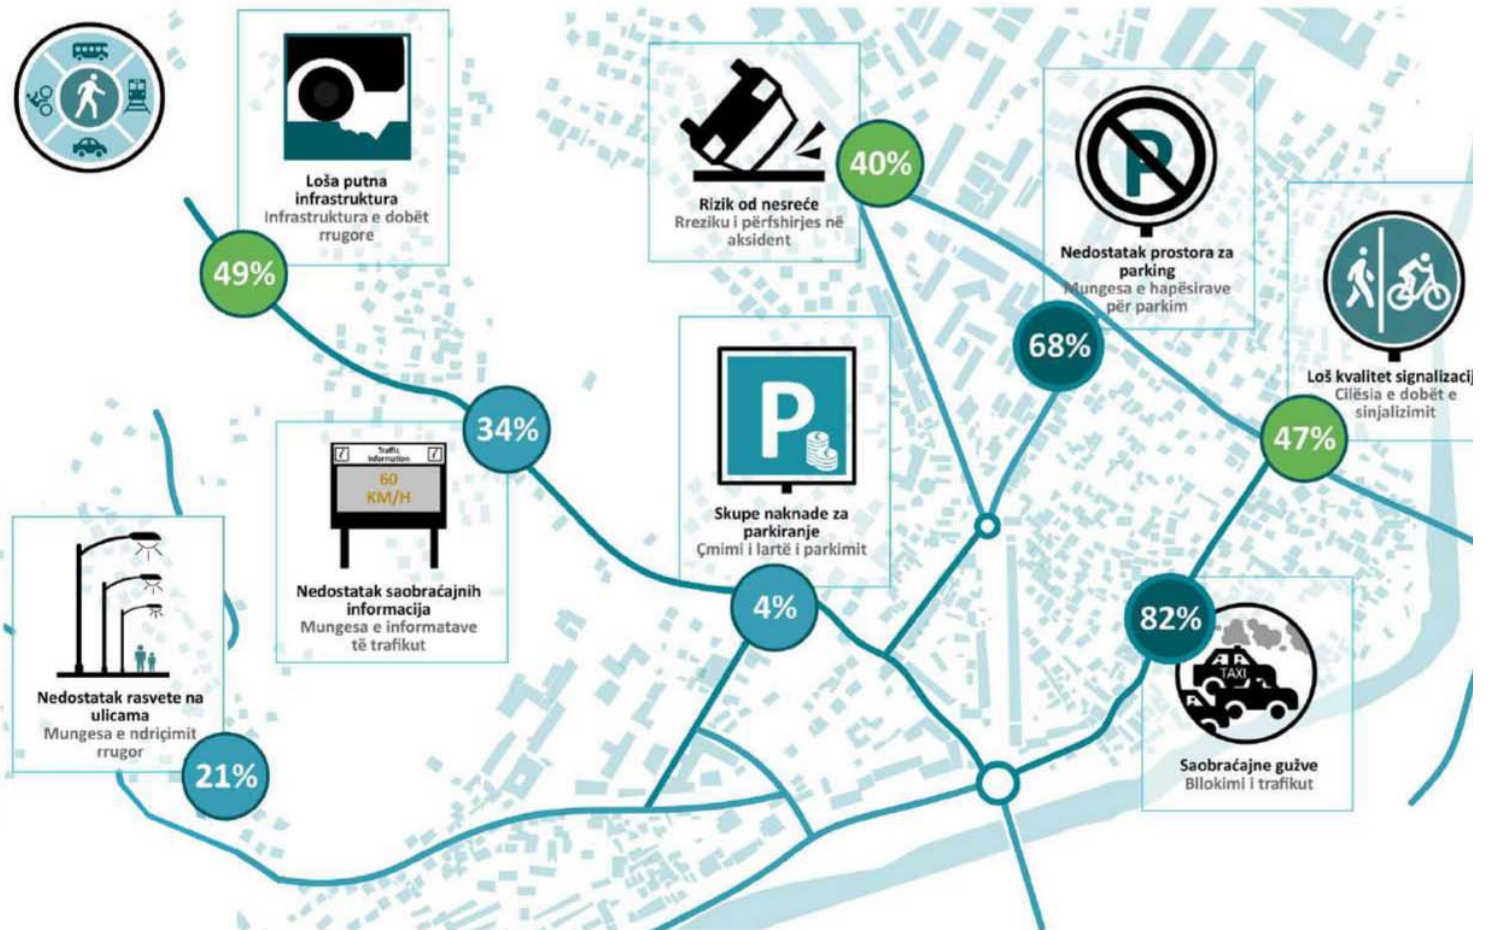 Loša putna
infrastruktura
Infrastruktura e dobët
rrugore
49%
Rizik od nesreće
Rreziku i përfshirjes në
aksident
40%
P
Nedostatak prostora za
parking
Mungesa e hapësirave
për parkim
68%
Loš kvalitet signalizacij
Cilësia e dobët e
sinjalizimit
47%
34%
Traffic
Information
60
KM/H
Nedostatak saobraćajnih
informacija
Mungesa e informatave
të trafikut
P
Skupe naknade za
parkiranje
Çmimi i lartë i parkimit
4%
Nedostatak rasvete na
ulicama
Mungesa e ndriçimit
rrugor
21%
82%
TAXI
Saobraćajne gužve
Bllokimi i trafikut